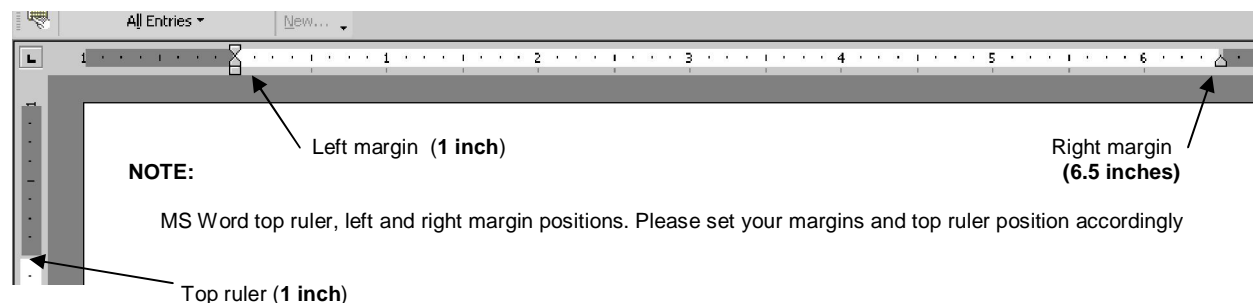 All Entries New...
L 1 1 2 3 4 5 6
1
Left margin (1 inch) Right margin
NOTE: (6.5 inches)
MS Word top ruler, left and right margin positions. Please set your margins and top ruler position accordingly
Top ruler (1 inch)